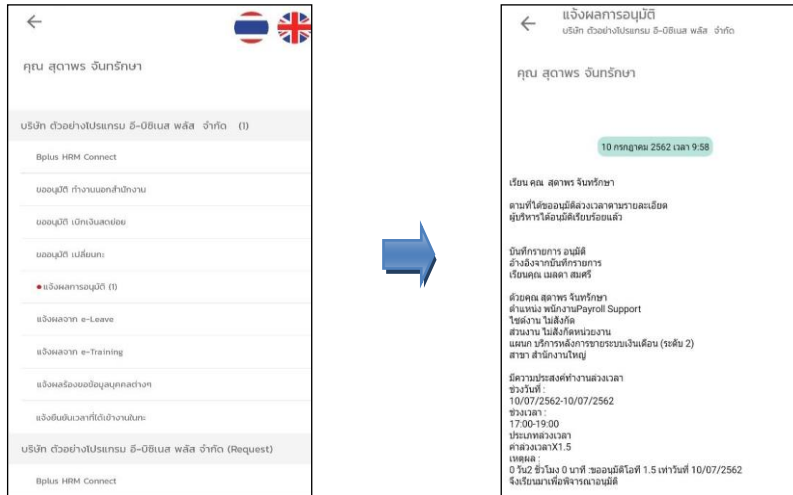 คุณ สุดาพร จันทรักษา
บริษัท ตัวอย่างโปรแกรม อี-บิซิเนส พลัส จำกัด (1)
Bplus HRM Connect
ขออนุมัติ ทำงานนอกสำนักงาน
ขออนุมัติ เบิกเงินสดย่อย
ขออนุมัติ เปลี่ยนกะ
แจ้งผลการอนุมัติ (1)
แจ้งผลจาก e-Leave
แจ้งผลจาก e-Training
แจ้งผลร้องขอข้อมูลบุคคลต่างๆ
แจ้งยืนยันเวลาที่ได้เข้างานในกะ
บริษัท ตัวอย่างโปรแกรม อี-บิซิเนส พลัส จำกัด (Request)
Bplus HRM Connect
แจ้งผลการอนุมัติ
บริษัท ตัวอย่างโปรแกรม อี-บิซิเนส พลัส จำกัด
คุณ สุดาพร จันทรักษา
10 กรกฎาคม 2562 เวลา 9:58
เรียน คุณ สุดาพร จันทรักษา
ตามที่ได้ขออนุมัติล่วงเวลาตามรายละเอียด
ผู้บริหารได้อนุมัติเรียบร้อยแล้ว
บันทึกรายการ อนุมัติ
อ้างอิงจากบันทึกรายการ
เรียนคุณ เมลดา สมศรี
ด้วยคุณ สุดาพร จันทรักษา
ตำแหน่ง พนักงานPayroll Support
ไซต์งาน ไม่สังกัด
ส่วนงาน ไม่สังกัดหน่วยงาน
แผนก บริการหลังการขายระบบเงินเดือน (ระดับ 2)
สาขา สำนักงานใหญ่
มีความประสงค์ทำงานล่วงเวลา
ช่วงวันที่ :
10/07/2562-10/07/2562
ช่วงเวลา :
17:00-19:00
ประเภทล่วงเวลา
ค่าล่วงเวลาX1.5
เหตุผล :
0 วัน2 ชั่วโมง 0 นาที :ขออนุมัติโอที 1.5 เท่าวันที่ 10/07/2562
จึงเรียนมาเพื่อพิจารณาอนุมัติ